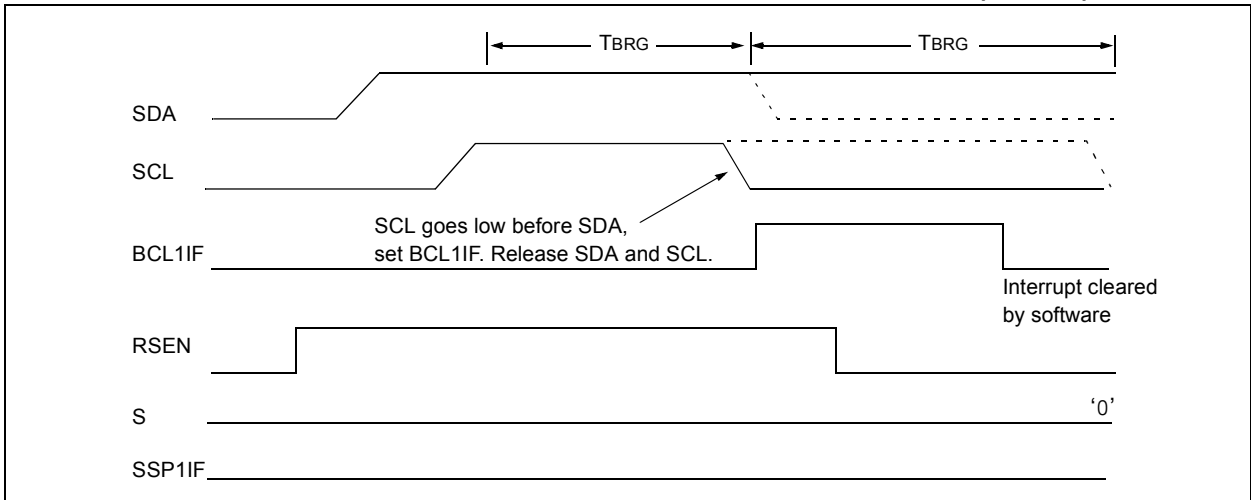 TBRG TBRG
SDA
SCL
SCL goes low before SDA,
set BCL1IF. Release SDA and SCL.
BCL1IF
Interrupt cleared
by software
RSEN
S
‘0’
SSP1IF